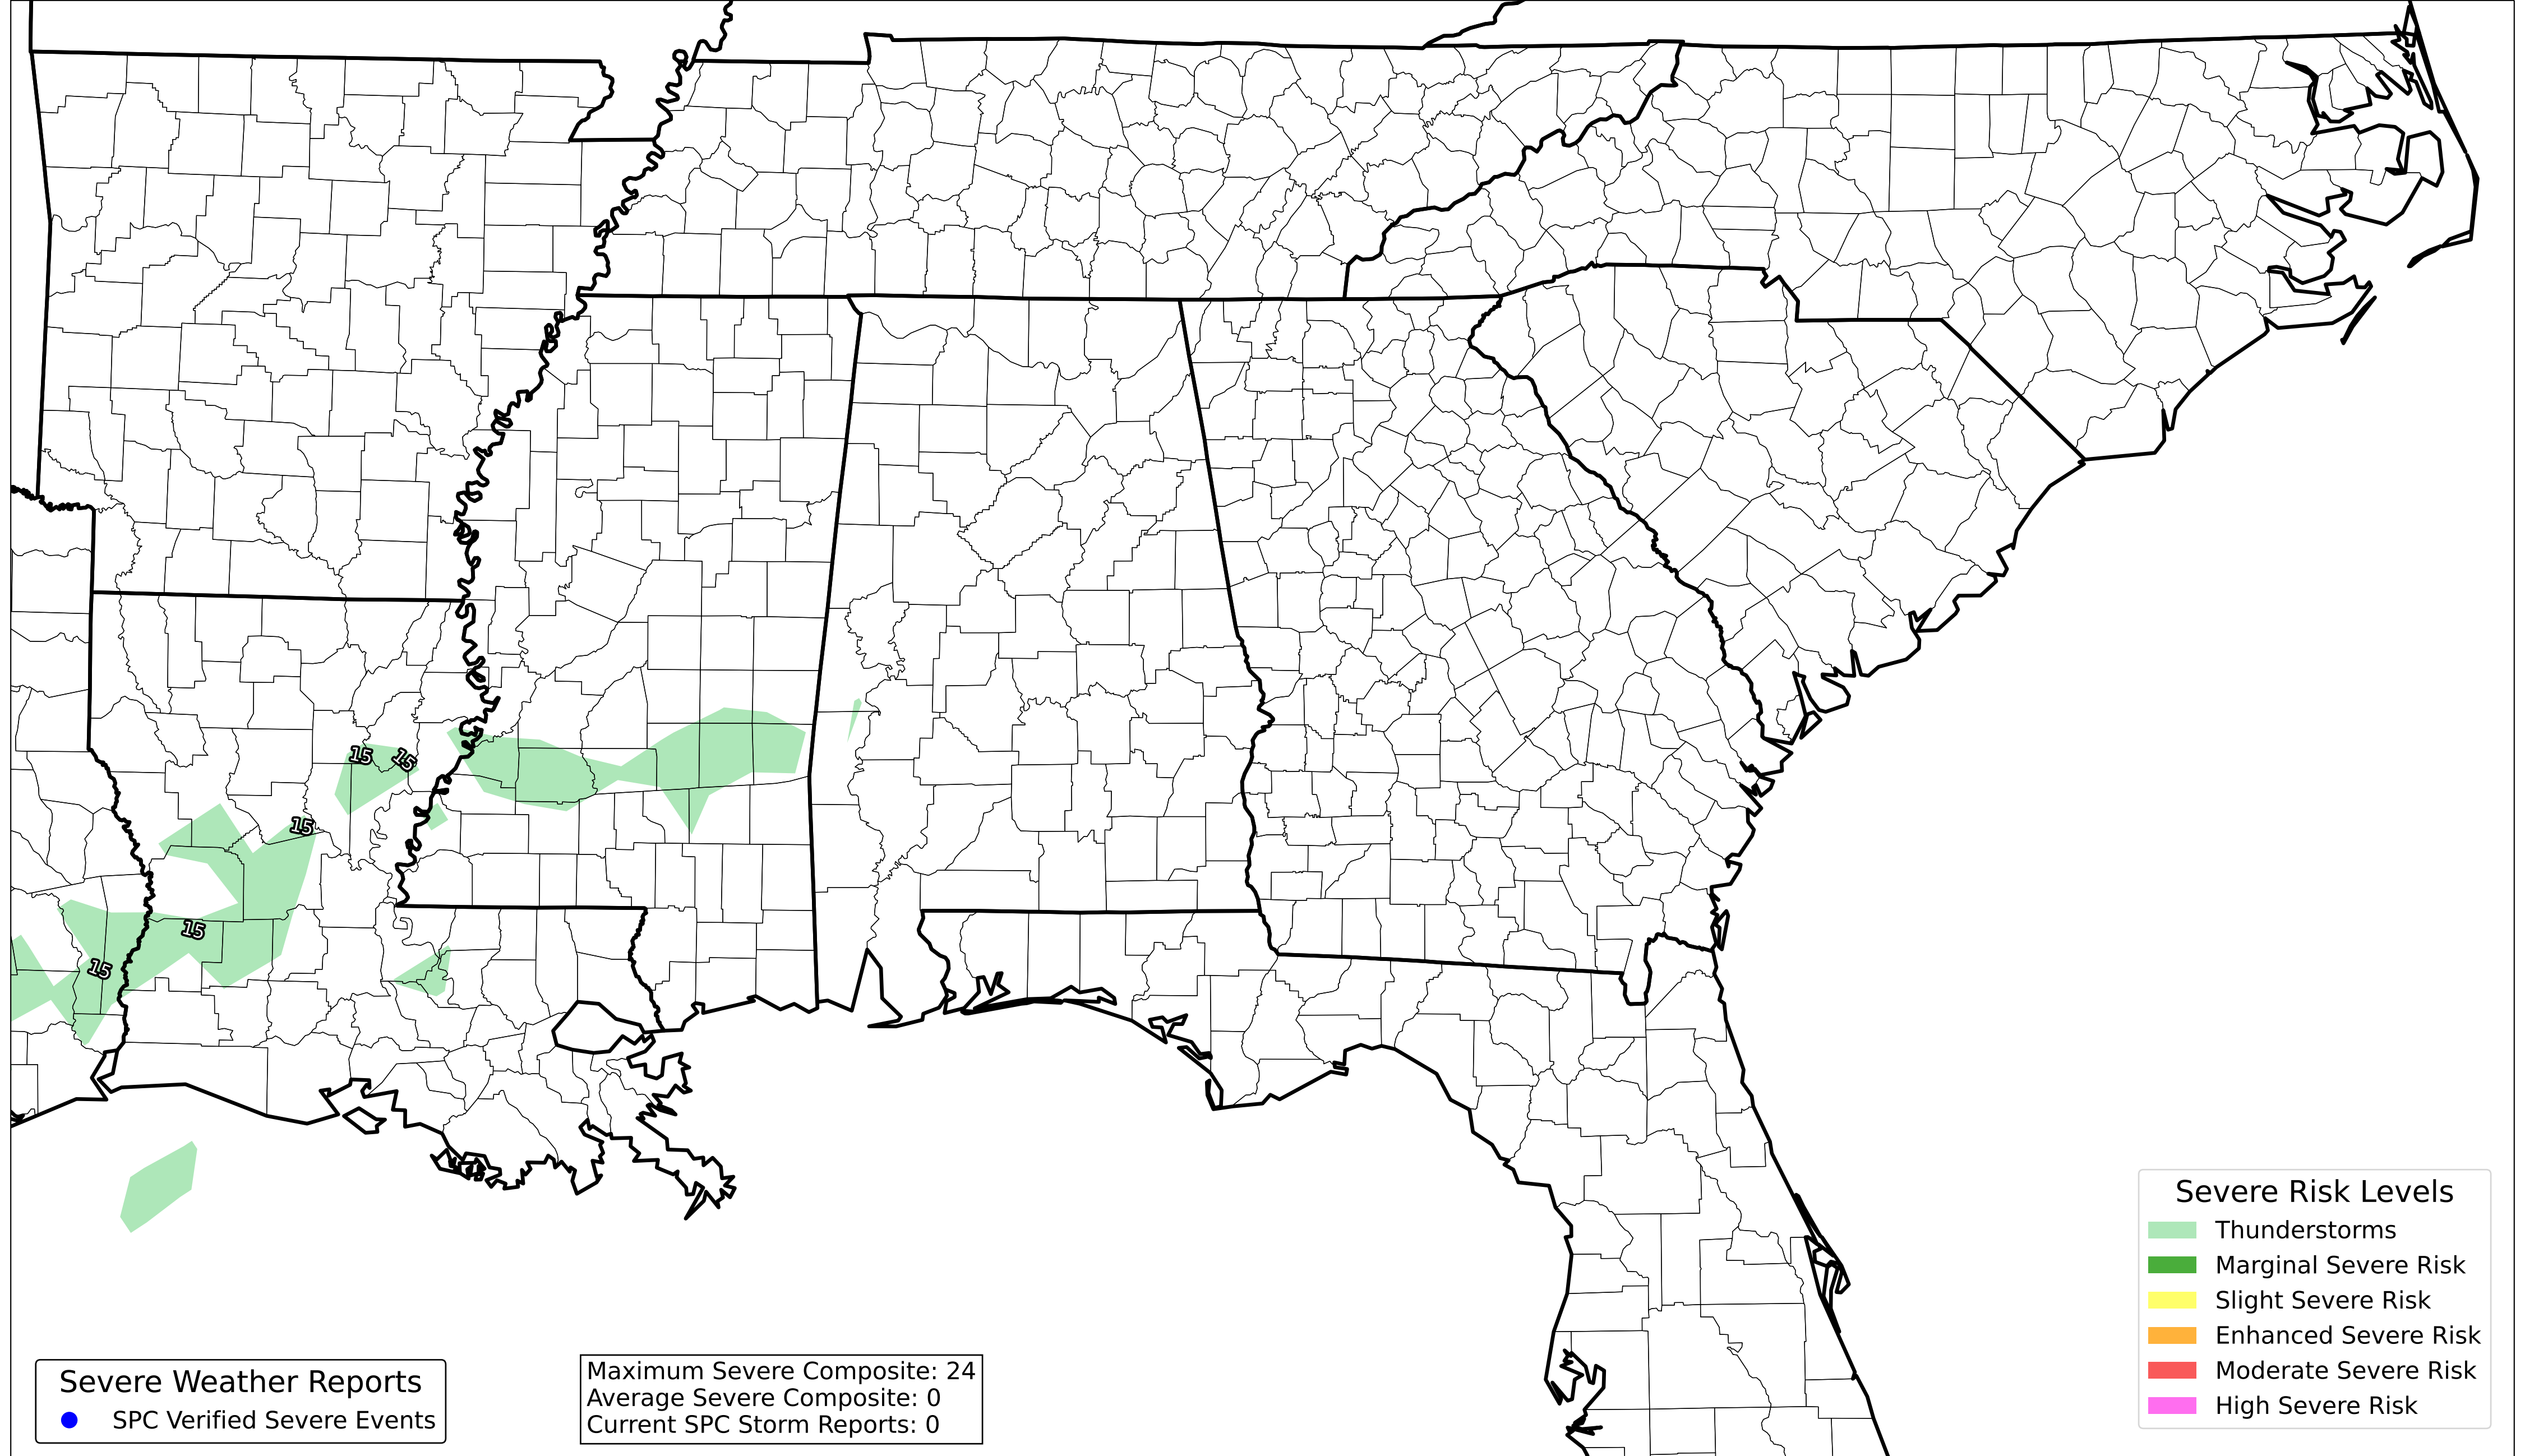 15
15
15
15
15
Severe Weather Reports
SPC Verified Severe Events
Maximum Severe Composite: 24
Average Severe Composite: 0
Current SPC Storm Reports: 0
Severe Risk Levels
Thunderstorms
Marginal Severe Risk
Slight Severe Risk
Enhanced Severe Risk
Moderate Severe Risk
High Severe Risk